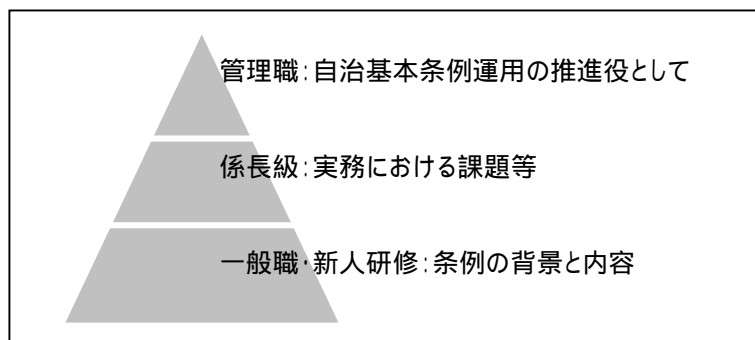 管理職：自治基本条例運用の推進役として
係長級：実務における課題等
一般職・新人研修：条例の背景と内容